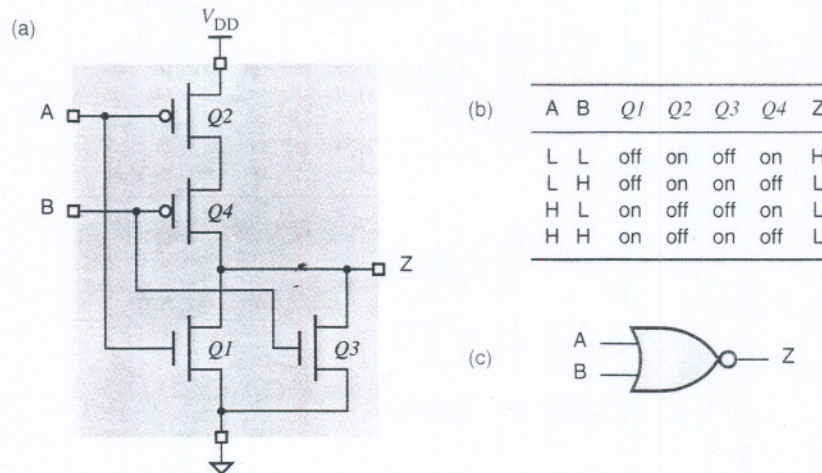 (a)
V_DD
A
Q2
B
Q4
Z
Q1
Q3
(b)
A B Q1 Q2 Q3 Q4 Z
L L off on off on H
L H off on on off L
H L on off off on L
H H on off on off L
(c)
A
B
Z